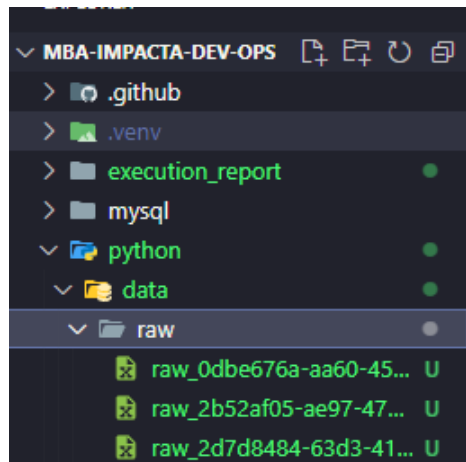 MBA-IMPACTA-DEV-OPS
.github
.venv
execution_report
mysql
python
data
raw
raw_0dbe676a-aa60-45... U
raw_2b52af05-ae97-47... U
raw_2d7d8484-63d3-41... U